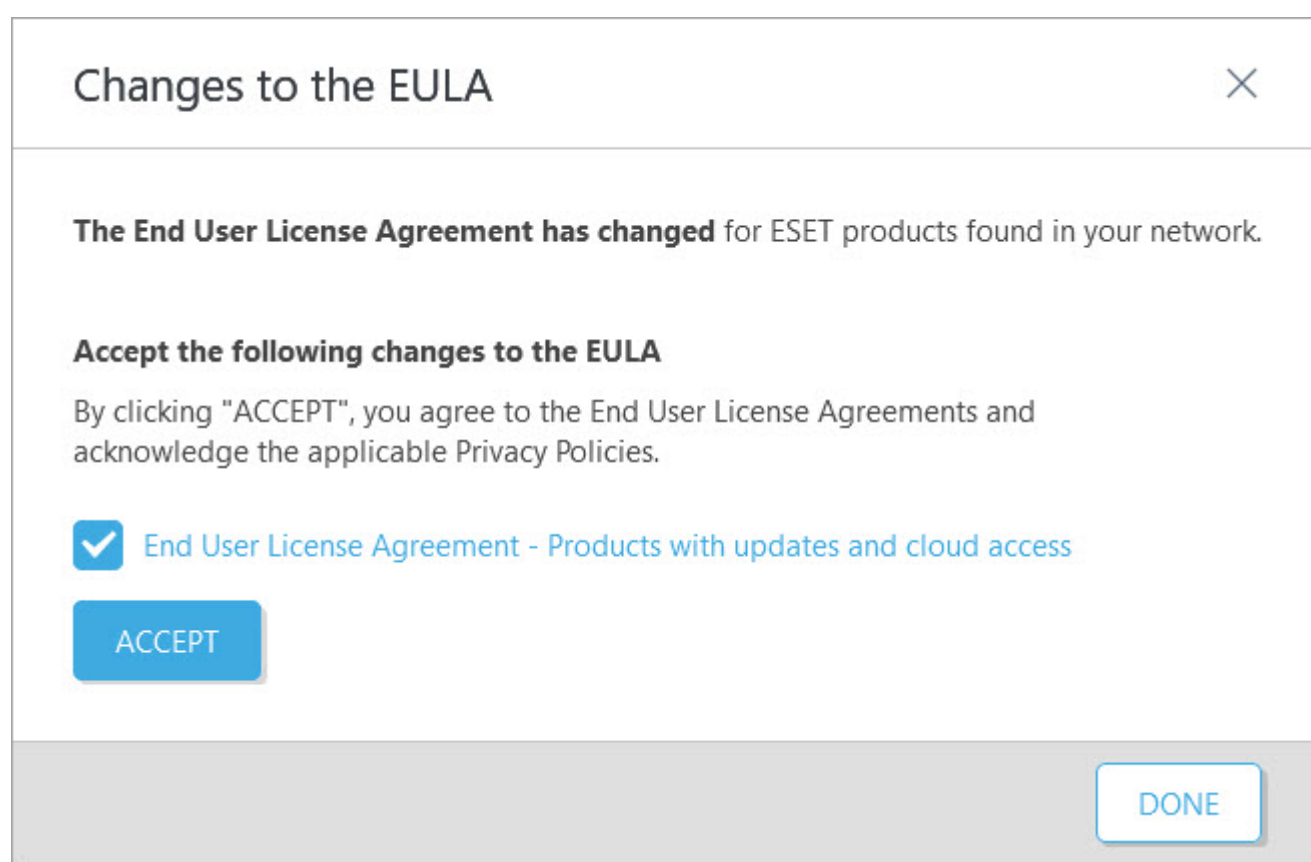 Changes to the EULA
The End User License Agreement has changed for ESET products found in your network.
Accept the following changes to the EULA
By clicking "ACCEPT", you agree to the End User License Agreements and
acknowledge the applicable Privacy Policies.
End User License Agreement - Products with updates and cloud access
ACCEPT
DONE